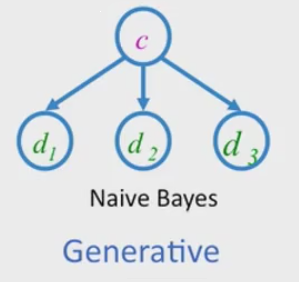 c
d1 d2 d3
Naive Bayes
Generative